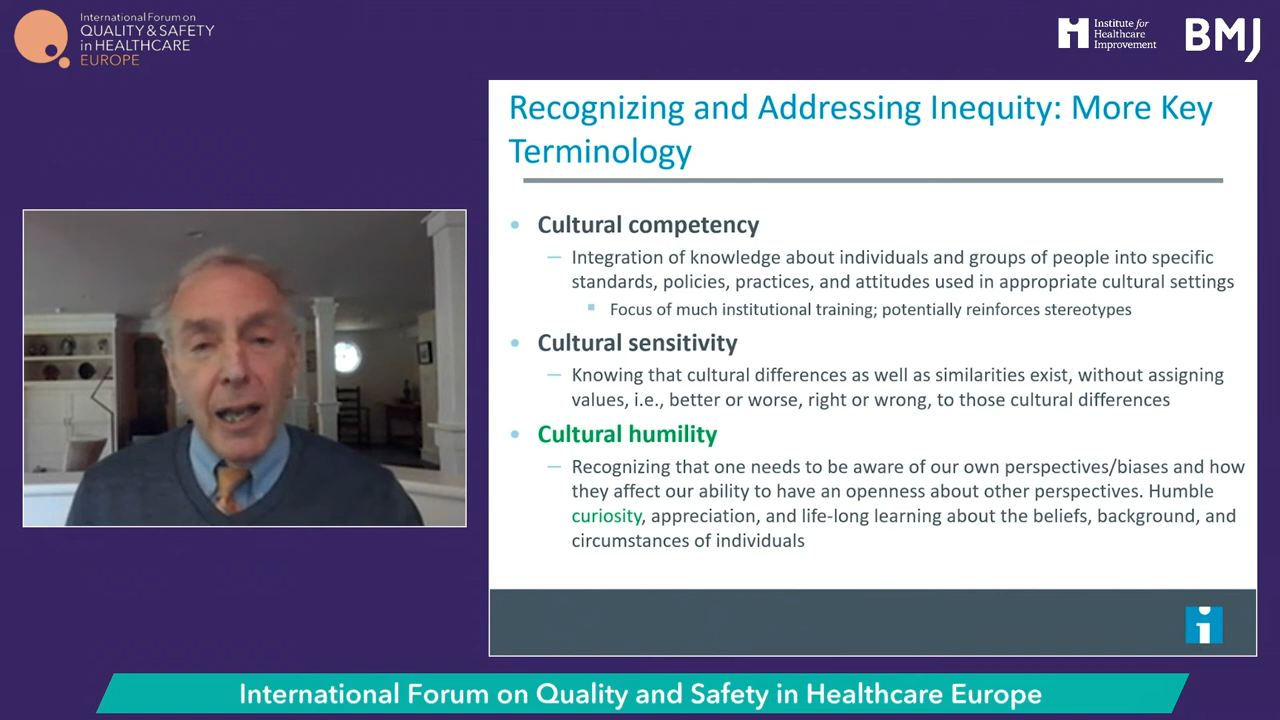 International Forum on
QUALITY & SAFETY
in HEALTHCARE
EUROPE
Institute for
Healthcare
Improvement
BMJ
Recognizing and Addressing Inequity: More Key
Terminology
• Cultural competency
– Integration of knowledge about individuals and groups of people into specific
standards, policies, practices, and attitudes used in appropriate cultural settings
▪ Focus of much institutional training; potentially reinforces stereotypes
• Cultural sensitivity
– Knowing that cultural differences as well as similarities exist, without assigning
values, i.e., better or worse, right or wrong, to those cultural differences
• Cultural humility
– Recognizing that one needs to be aware of our own perspectives/biases and how
they affect our ability to have an openness about other perspectives. Humble
curiosity, appreciation, and life-long learning about the beliefs, background, and
circumstances of individuals
International Forum on Quality and Safety in Healthcare Europe